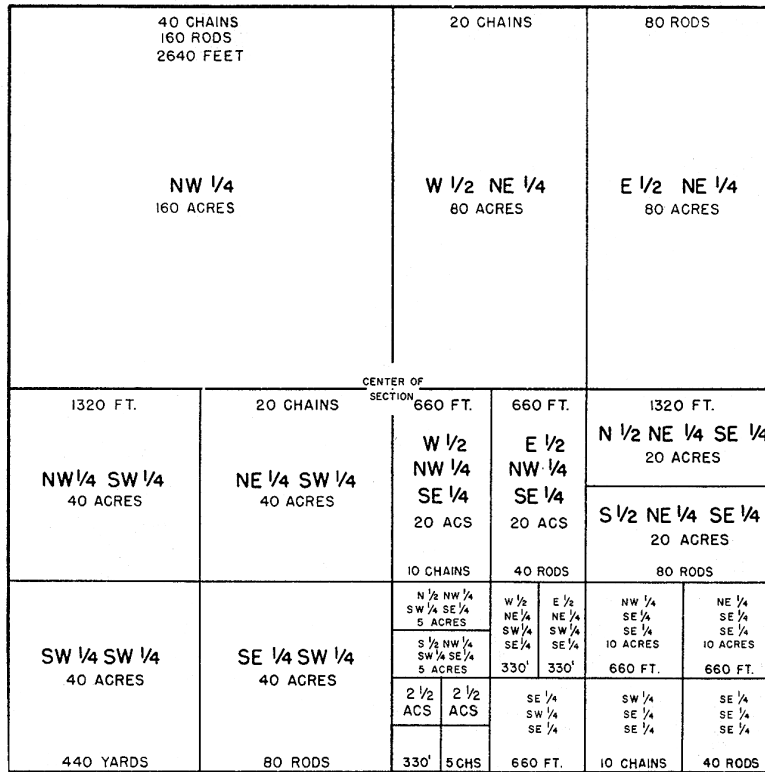 40 CHAINS
160 RODS
2640 FEET
NW 1/4
160 ACRES
20 CHAINS
W 1/2 NE 1/4
80 ACRES
80 RODS
E 1/2 NE 1/4
80 ACRES
CENTER OF
SECTION
1320 FT.
NW 1/4 SW 1/4
40 ACRES
20 CHAINS
NE 1/4 SW 1/4
40 ACRES
660 FT.
W 1/2
NW 1/4
SE 1/4
20 ACS
10 CHAINS
660 FT.
E 1/2
NW 1/4
SE 1/4
20 ACS
40 RODS
1320 FT.
N 1/2 NE 1/4 SE 1/4
20 ACRES
S 1/2 NE 1/4 SE 1/4
20 ACRES
80 RODS
SW 1/4 SW 1/4
40 ACRES
440 YARDS
SE 1/4 SW 1/4
40 ACRES
80 RODS
N 1/2 NW 1/4
SW 1/4 SE 1/4
5 ACRES
S 1/2 NW 1/4
SW 1/4 SE 1/4
5 ACRES
W 1/2
NE 1/4
SW 1/4
SE 1/4
330'
E 1/2
NE 1/4
SW 1/4
SE 1/4
330'
NW 1/4
SE 1/4
SE 1/4
10 ACRES
660 FT.
NE 1/4
SE 1/4
SE 1/4
10 ACRES
660 FT.
2 1/2
ACS
2 1/2
ACS
330'
5 CHS
SE 1/4
SW 1/4
SE 1/4
660 FT.
SW 1/4
SE 1/4
SE 1/4
10 CHAINS
SE 1/4
SE 1/4
SE 1/4
40 RODS